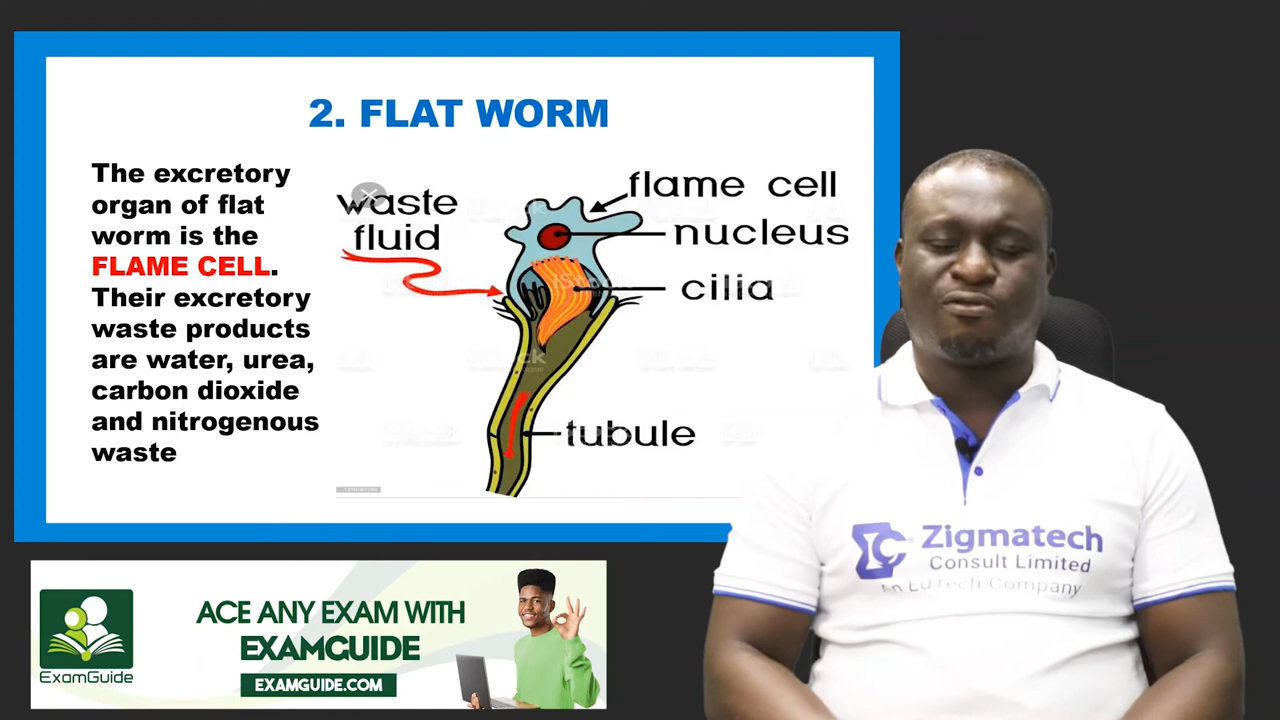 2. FLAT WORM
The excretory
organ of flat
worm is the
FLAME CELL.
Their excretory
waste products
are water, urea,
carbon dioxide
and nitrogenous
waste
waste
fluid
flame cell
nucleus
cilia
tubule
ExamGuide
ACE ANY EXAM WITH
EXAMGUIDE
EXAMGUIDE.COM
Zigmatech
Consult Limited
An EdTech Company